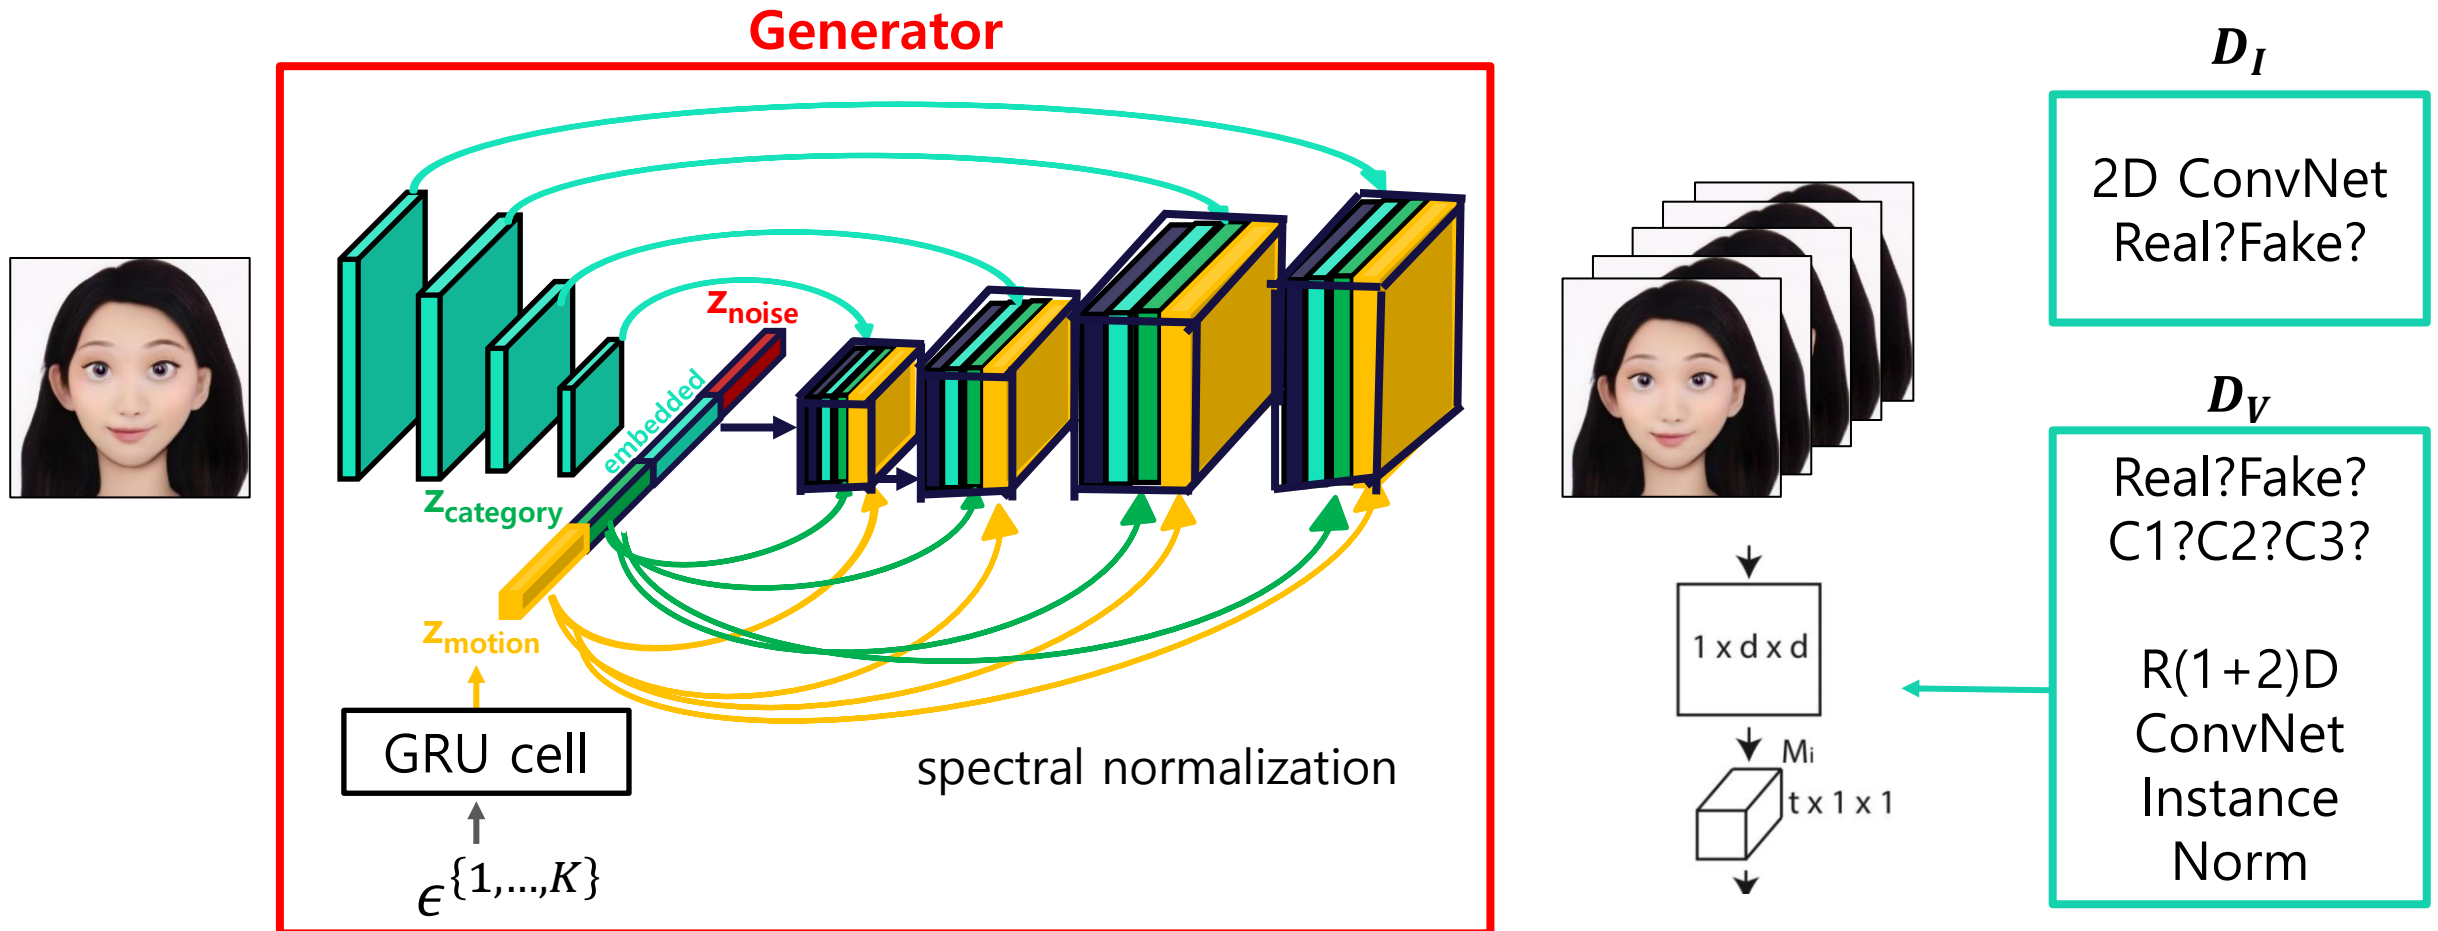 Generator
z_noise
embedded
z_category
z_motion
GRU cell
ϵ^{1,...,K}
spectral normalization
1 x d x d
Mi
t x 1 x 1
D_I
2D ConvNet
Real?Fake?
D_V
Real?Fake?
C1?C2?C3?
R(1+2)D
ConvNet
Instance
Norm